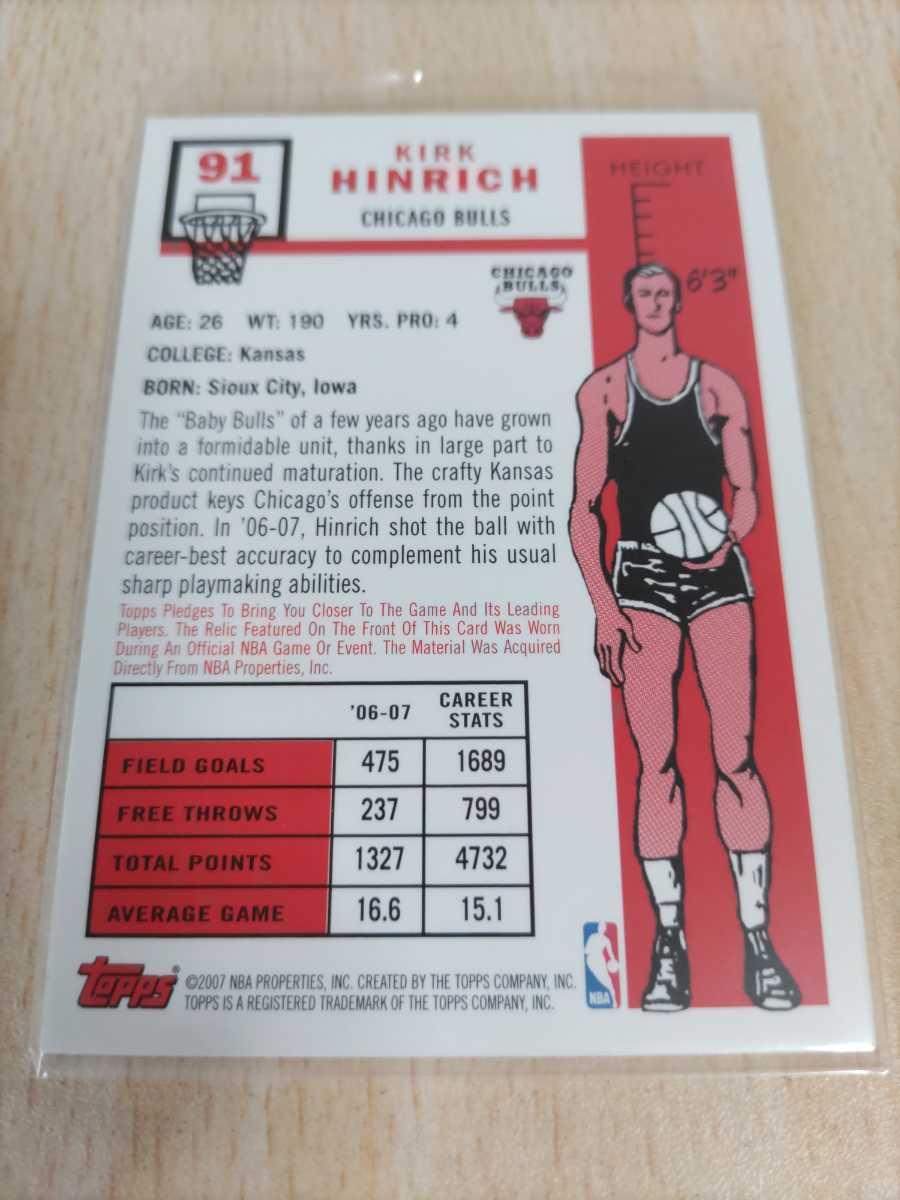 91
KIRK
HINRICH
CHICAGO BULLS
HEIGHT
6'3"
CHICAGO
BULLS
AGE: 26 WT: 190 YRS. PRO: 4
COLLEGE: Kansas
BORN: Sioux City, Iowa
The "Baby Bulls" of a few years ago have grown
into a formidable unit, thanks in large part to
Kirk's continued maturation. The crafty Kansas
product keys Chicago's offense from the point
position. In '06-07, Hinrich shot the ball with
career-best accuracy to complement his usual
sharp playmaking abilities.
Topps Pledges To Bring You Closer To The Game And Its Leading
Players. The Relic Featured On The Front Of This Card Was Worn
During An Official NBA Game Or Event. The Material Was Acquired
Directly From NBA Properties, Inc.
'06-07 CAREER STATS
FIELD GOALS 475 1689
FREE THROWS 237 799
TOTAL POINTS 1327 4732
AVERAGE GAME 16.6 15.1
topps® ©2007 NBA PROPERTIES, INC. CREATED BY THE TOPPS COMPANY, INC.
TOPPS IS A REGISTERED TRADEMARK OF THE TOPPS COMPANY, INC.
NBA